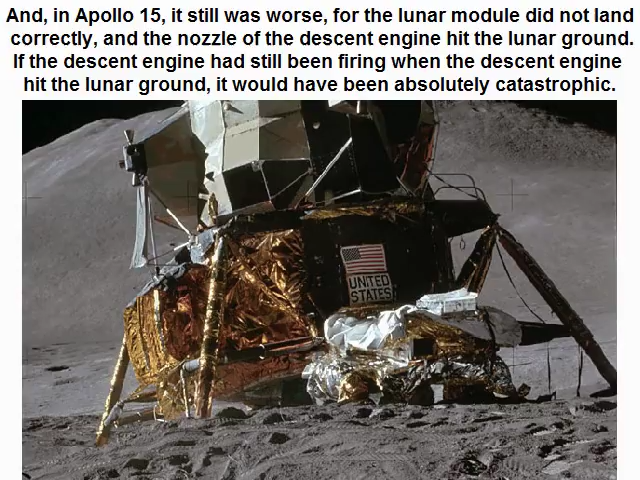 And, in Apollo 15, it still was worse, for the lunar module did not land
correctly, and the nozzle of the descent engine hit the lunar ground.
If the descent engine had still been firing when the descent engine
hit the lunar ground, it would have been absolutely catastrophic.
UNITED
STATES